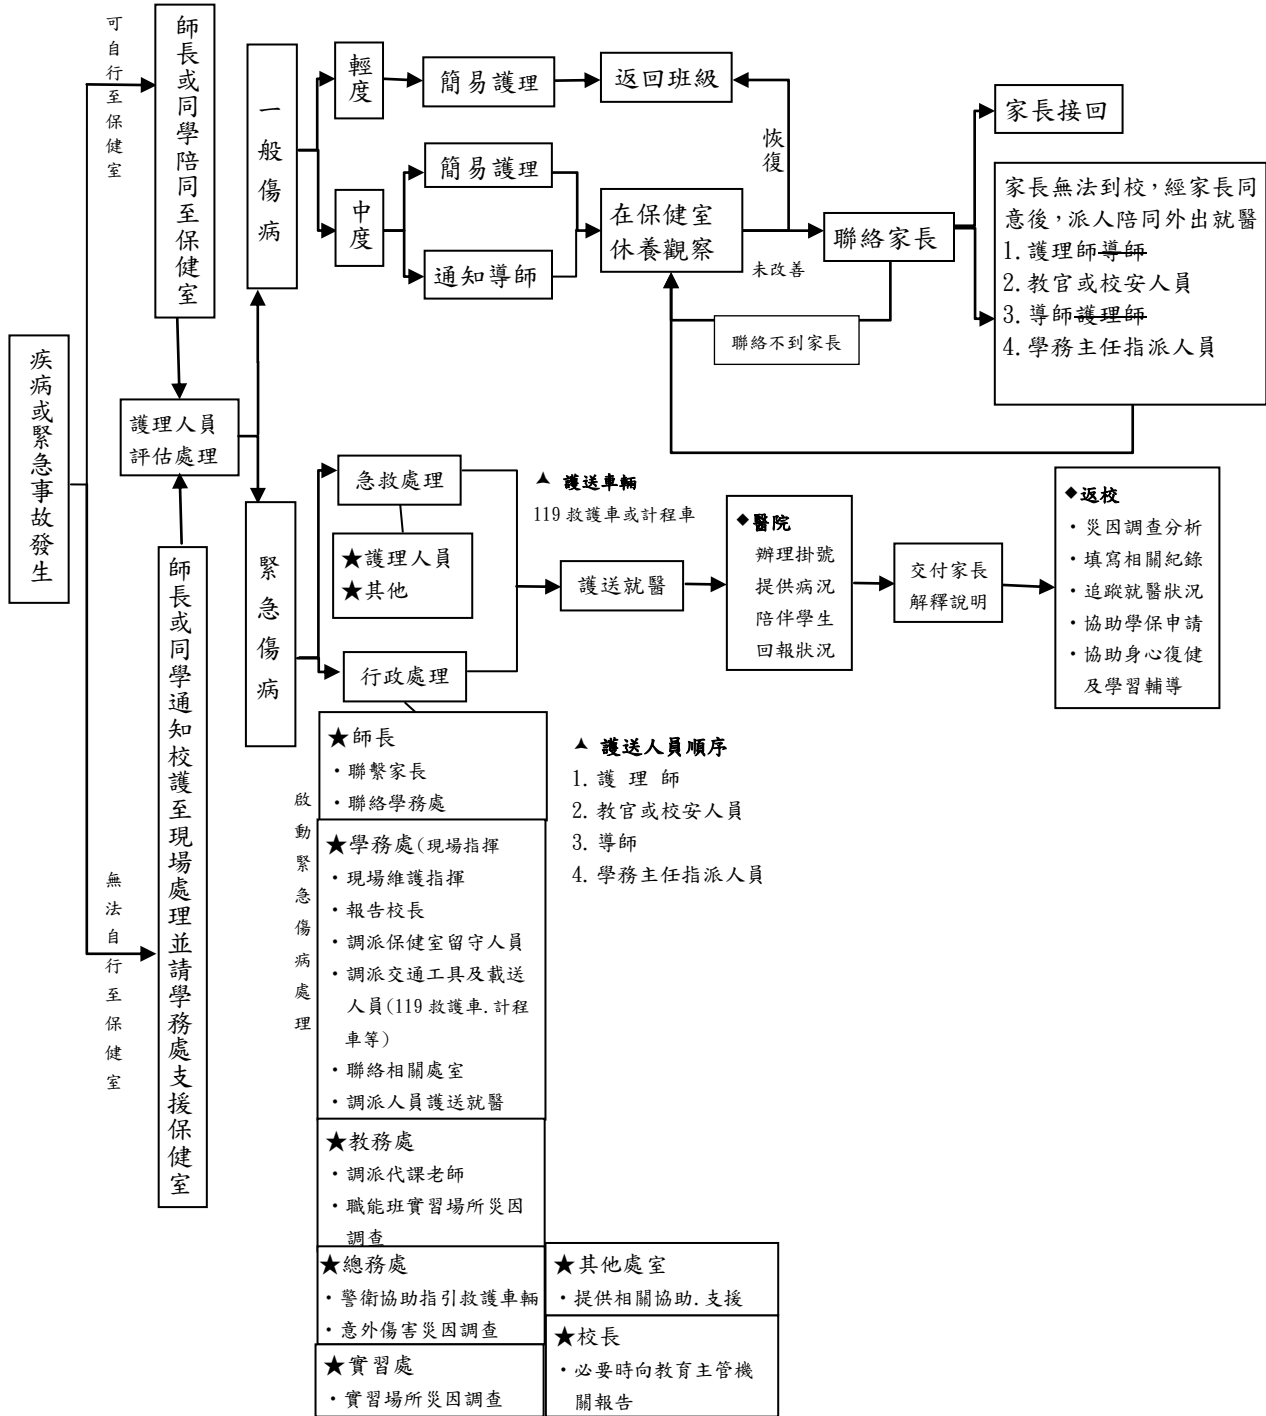 疾病或緊急事故發生
可自行至保健室
師長或同學陪同至保健室
無法自行至保健室
師長或同學通知校護至現場處理並請學務處支援保健室
護理人員
評估處理
一般傷病
輕度
簡易護理
返回班級
中度
簡易護理
通知導師
在保健室
休養觀察
恢復
未改善
聯絡家長
聯絡不到家長
家長接回
家長無法到校，經家長同
意後，派人陪同外出就醫
1. 護理師導師
2. 教官或校安人員
3. 導師護理師
4. 學務主任指派人員
緊急傷病
急救處理
★護理人員
★其他
行政處理
護送就醫
▲ 護送車輛
119 救護車或計程車
◆醫院
辦理掛號
提供病況
陪伴學生
回報狀況
交付家長
解釋說明
◆返校
・災因調查分析
・填寫相關紀錄
・追蹤就醫狀況
・協助學保申請
・協助身心復健
及學習輔導
▲ 護送人員順序
1. 護 理 師
2. 教官或校安人員
3. 導師
4. 學務主任指派人員
啟動緊急傷病處理
★師長
・聯繫家長
・聯絡學務處
★學務處(現場指揮
・現場維護指揮
・報告校長
・調派保健室留守人員
・調派交通工具及載送
人員(119 救護車.計程
車等)
・聯絡相關處室
・調派人員護送就醫
★教務處
・調派代課老師
・職能班實習場所災因
調查
★總務處
・警衛協助指引救護車輛
・意外傷害災因調查
★實習處
・實習場所災因調查
★其他處室
・提供相關協助.支援
★校長
・必要時向教育主管機
關報告